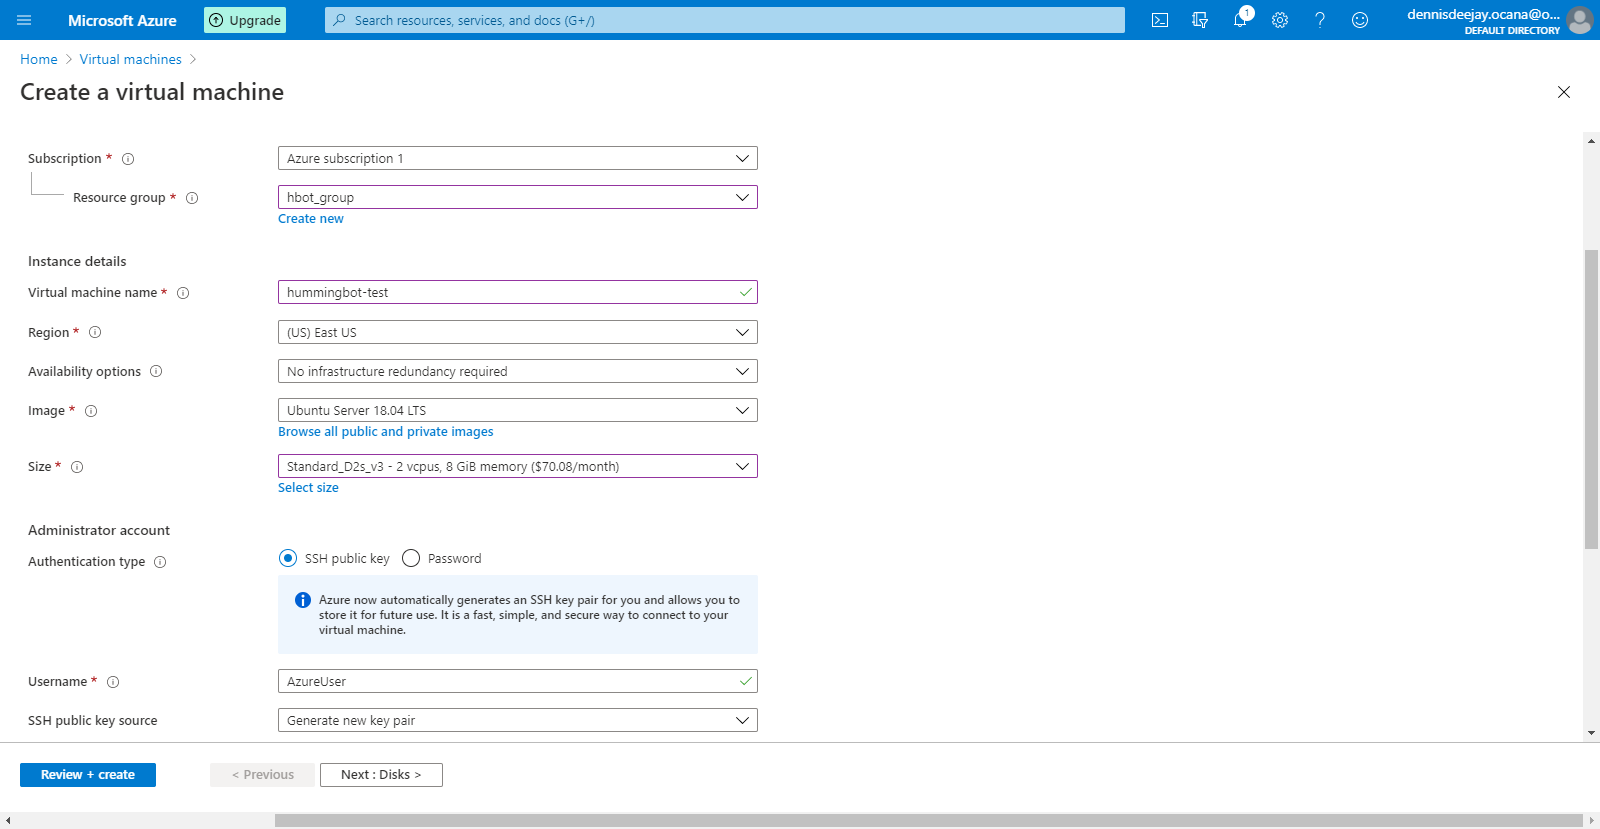 Microsoft Azure
Upgrade
Search resources, services, and docs (G+/)
1
dennisdeejay.ocana@o...
DEFAULT DIRECTORY
Home > Virtual machines >
Create a virtual machine
Subscription *
Azure subscription 1
Resource group *
hbot_group
Create new
Instance details
Virtual machine name *
hummingbot-test
Region *
(US) East US
Availability options
No infrastructure redundancy required
Image *
Ubuntu Server 18.04 LTS
Browse all public and private images
Size *
Standard_D2s_v3 - 2 vcpus, 8 GiB memory ($70.08/month)
Select size
Administrator account
Authentication type
SSH public key
Password
Azure now automatically generates an SSH key pair for you and allows you to
store it for future use. It is a fast, simple, and secure way to connect to your
virtual machine.
Username *
AzureUser
SSH public key source
Generate new key pair
Review + create
< Previous
Next : Disks >